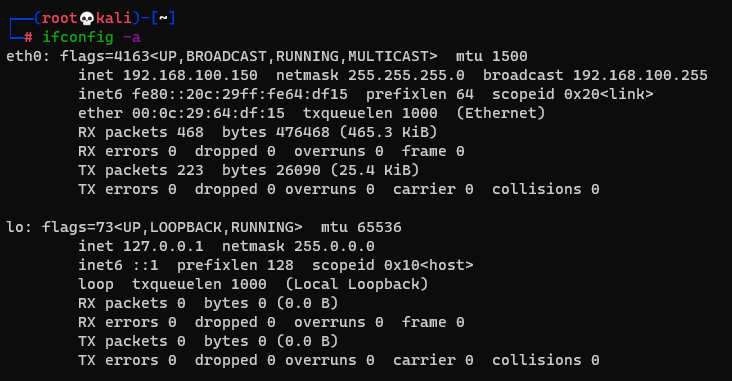 ┌──(root💀kali)-[~]
└─# ifconfig -a
eth0: flags=4163<UP,BROADCAST,RUNNING,MULTICAST>  mtu 1500
        inet 192.168.100.150  netmask 255.255.255.0  broadcast 192.168.100.255
        inet6 fe80::20c:29ff:fe64:df15  prefixlen 64  scopeid 0x20<link>
        ether 00:0c:29:64:df:15  txqueuelen 1000  (Ethernet)
        RX packets 468  bytes 476468 (465.3 KiB)
        RX errors 0  dropped 0  overruns 0  frame 0
        TX packets 223  bytes 26090 (25.4 KiB)
        TX errors 0  dropped 0 overruns 0  carrier 0  collisions 0

lo: flags=73<UP,LOOPBACK,RUNNING>  mtu 65536
        inet 127.0.0.1  netmask 255.0.0.0
        inet6 ::1  prefixlen 128  scopeid 0x10<host>
        loop  txqueuelen 1000  (Local Loopback)
        RX packets 0  bytes 0 (0.0 B)
        RX errors 0  dropped 0  overruns 0  frame 0
        TX packets 0  bytes 0 (0.0 B)
        TX errors 0  dropped 0 overruns 0  carrier 0  collisions 0